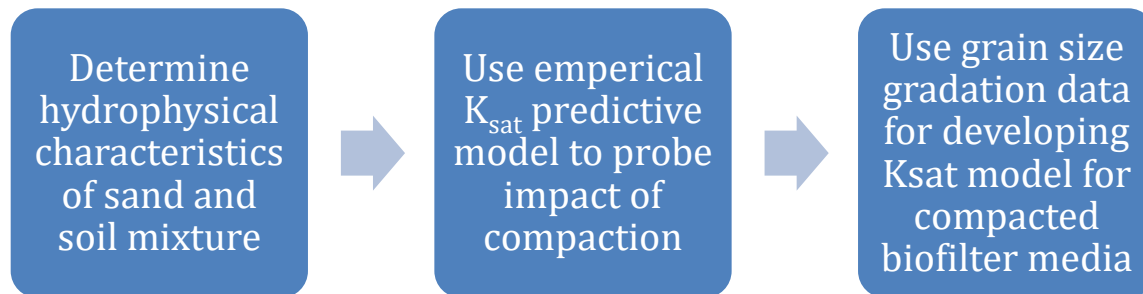 Determine
hydrophysical
characteristics
of sand and
soil mixture
Use emperical
K_sat predictive
model to probe
impact of
compaction
Use grain size
gradation data
for developing
Ksat model for
compacted
biofilter media